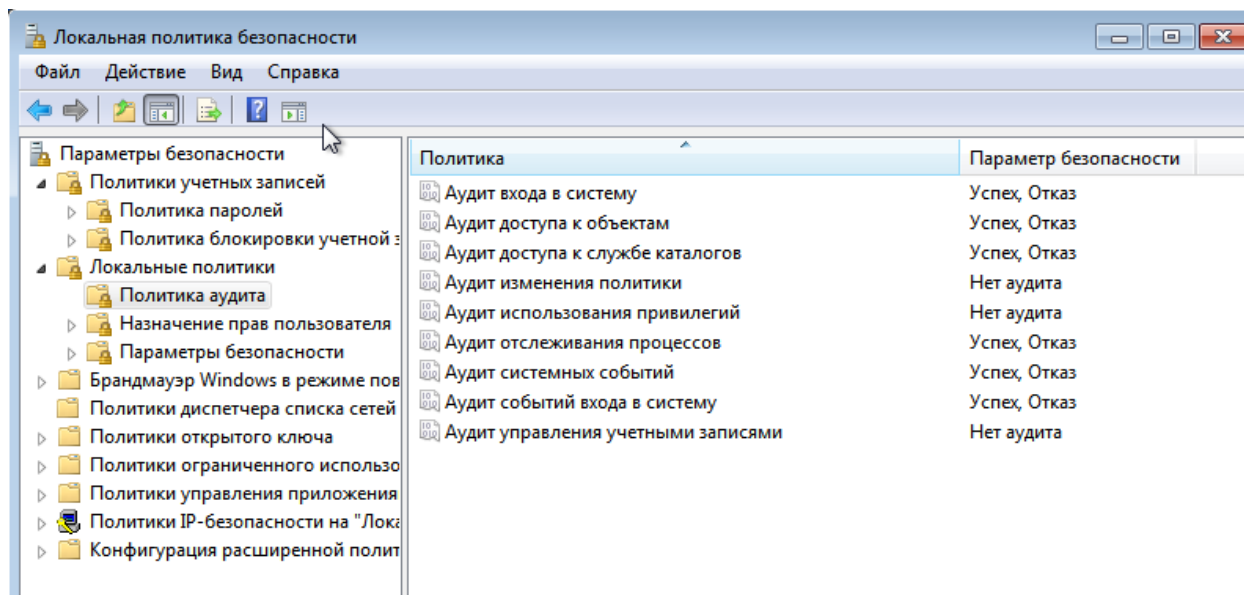 Локальная политика безопасности
Файл Действие Вид Справка
Параметры безопасности
Политики учетных записей
Политика паролей
Политика блокировки учетной з
Локальные политики
Политика аудита
Назначение прав пользователя
Параметры безопасности
Брандмауэр Windows в режиме пов
Политики диспетчера списка сетей
Политики открытого ключа
Политики ограниченного использо
Политики управления приложения
Политики IP-безопасности на "Лока
Конфигурация расширенной полит
Политика Параметр безопасности
Аудит входа в систему Успех, Отказ
Аудит доступа к объектам Успех, Отказ
Аудит доступа к службе каталогов Успех, Отказ
Аудит изменения политики Нет аудита
Аудит использования привилегий Нет аудита
Аудит отслеживания процессов Успех, Отказ
Аудит системных событий Успех, Отказ
Аудит событий входа в систему Успех, Отказ
Аудит управления учетными записями Нет аудита